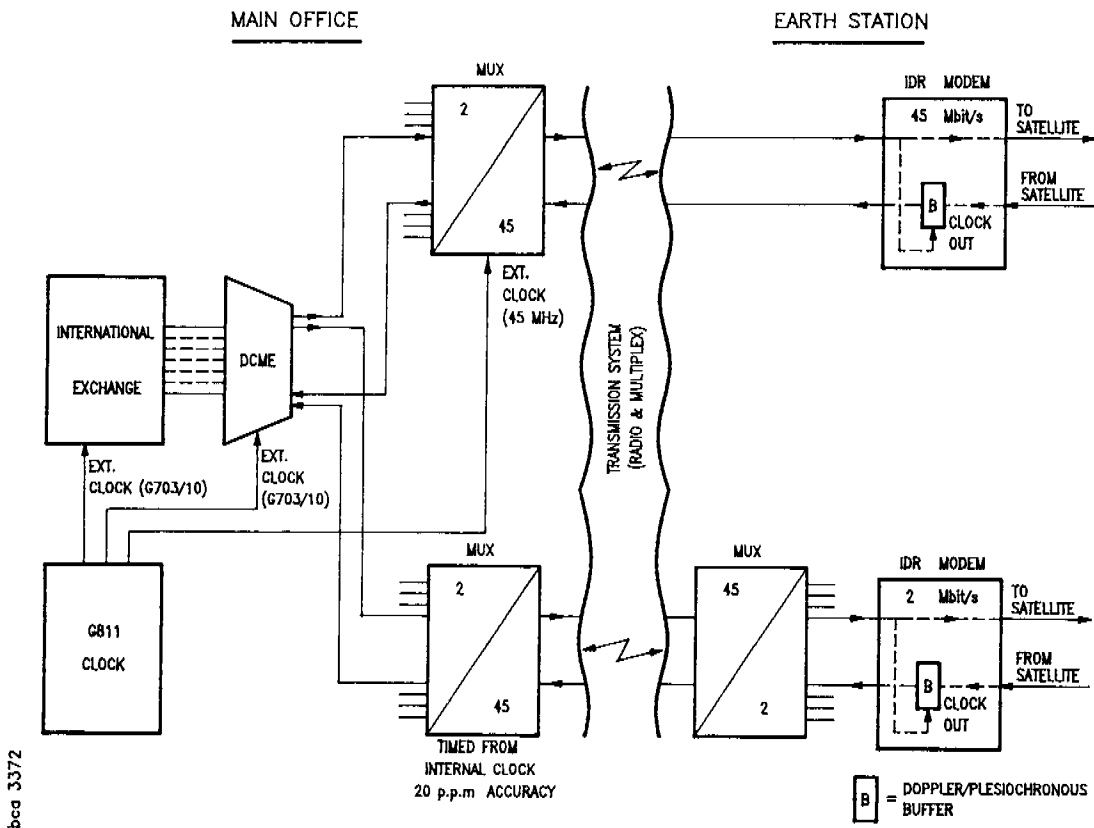 MAIN OFFICE
EARTH STATION
MUX
2
45
IDR MODEM
45 Mbit/s
TO
SATELLITE
FROM
SATELLITE
B
CLOCK
OUT
EXT.
CLOCK
(45 MHz)
INTERNATIONAL
EXCHANGE
DCME
TRANSMISSION SYSTEM
(RADIO & MULTIPLEX)
EXT.
CLOCK (G703/10)
EXT.
CLOCK
(G703/10)
G811
CLOCK
MUX
2
45
TIMED FROM
INTERNAL CLOCK
20 p.p.m ACCURACY
MUX
45
2
IDR MODEM
2 Mbit/s
TO
SATELLITE
FROM
SATELLITE
B
CLOCK
OUT
B = DOPPLER/PLESIOCHRONOUS
BUFFER
bca 3372